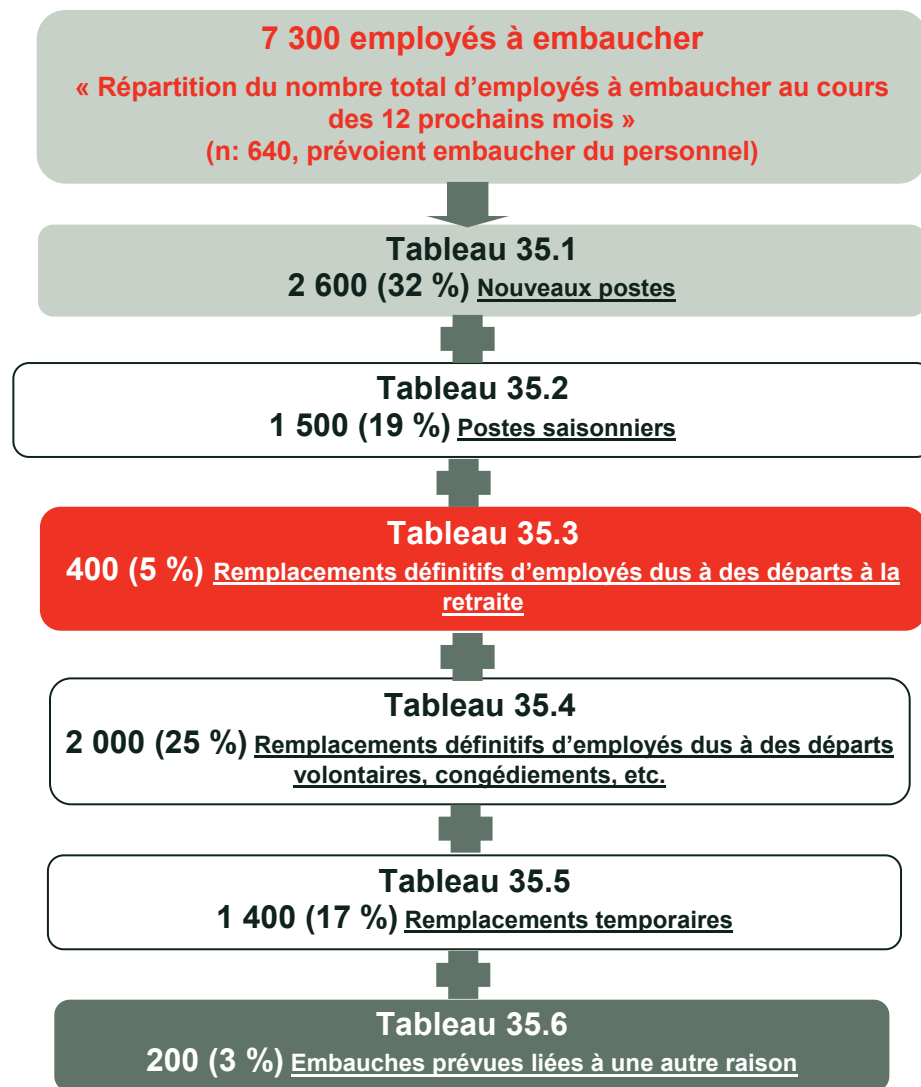 7 300 employés à embaucher
« Répartition du nombre total d’employés à embaucher au cours
des 12 prochains mois »
(n: 640, prévoient embaucher du personnel)
Tableau 35.1
2 600 (32 %) Nouveaux postes
Tableau 35.2
1 500 (19 %) Postes saisonniers
Tableau 35.3
400 (5 %) Remplacements définitifs d’employés dus à des départs à la
retraite
Tableau 35.4
2 000 (25 %) Remplacements définitifs d’employés dus à des départs
volontaires, congédiements, etc.
Tableau 35.5
1 400 (17 %) Remplacements temporaires
Tableau 35.6
200 (3 %) Embauches prévues liées à une autre raison